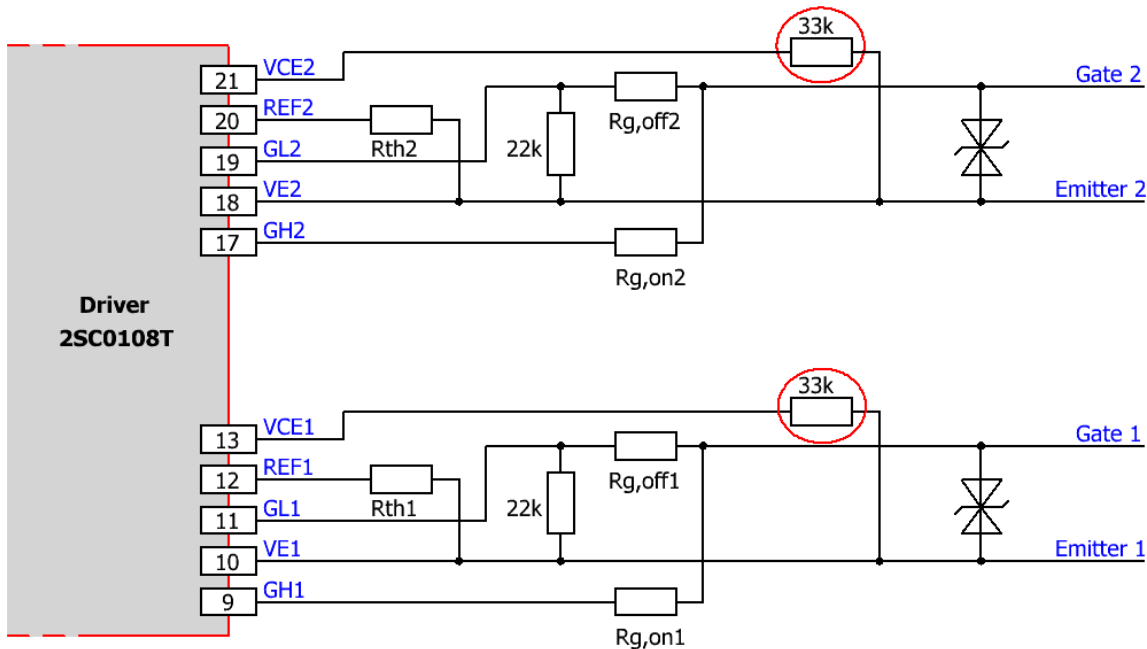 33k
21 VCE2
Gate 2
20 REF2
Rg,off2
Rth2
22k
19 GL2
18 VE2
Emitter 2
17 GH2
Rg,on2
Driver
2SC0108T
33k
13 VCE1
Gate 1
12 REF1
Rg,off1
Rth1
22k
11 GL1
10 VE1
Emitter 1
9 GH1
Rg,on1